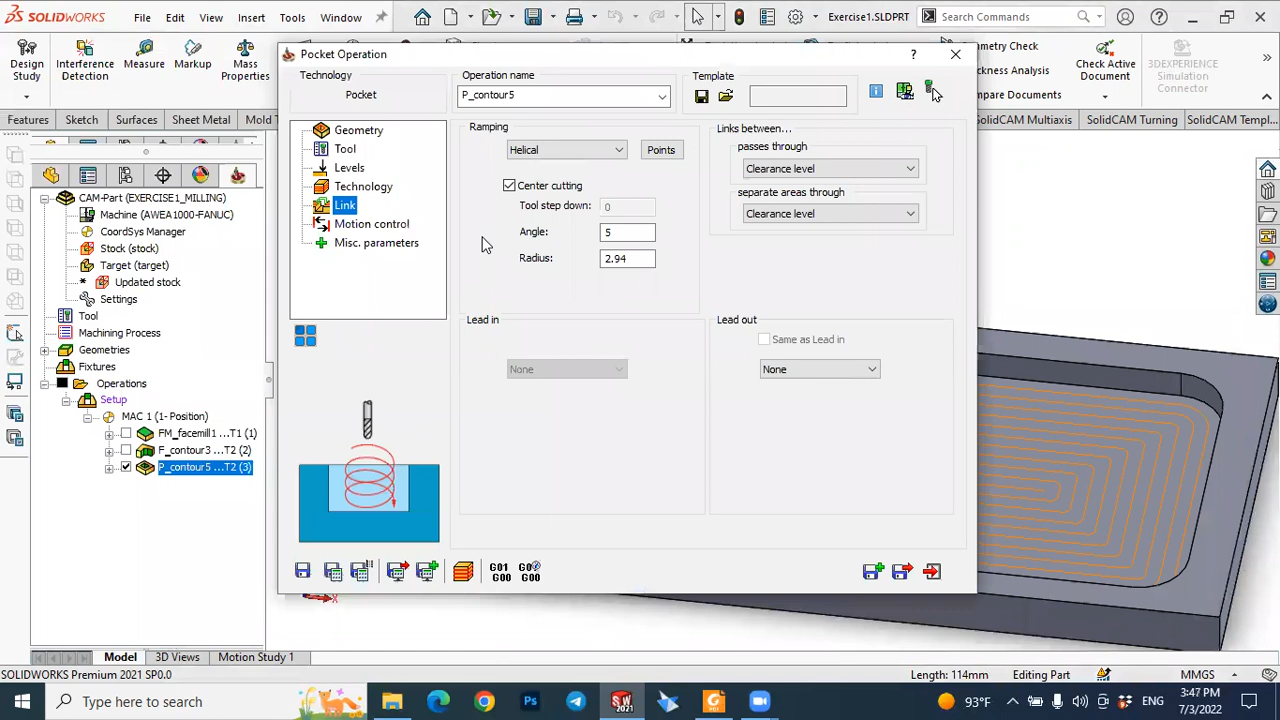 SOLIDWORKS File Edit View Insert Tools Window Exercise1.SLDPRT Search Commands
Design Study
Interference Detection
Measure
Markup
Mass Properties
Check Active Document
3DEXPERIENCE Simulation Connector
Features Sketch Surfaces Sheet Metal Mold T SolidCAM Multiaxis SolidCAM Turning SolidCAM Templ...
Pocket Operation
Technology
Pocket
Operation name
P_contour5
Template
Geometry
Tool
Levels
Technology
Link
Motion control
Misc. parameters
Ramping
Helical
Points
Center cutting
Tool step down: 0
Angle: 5
Radius: 2.94
Links between...
passes through
Clearance level
separate areas through
Clearance level
Lead in
None
Lead out
Same as Lead in
None
G01 G00
G0 G00
CAM-Part (EXERCISE1_MILLING)
Machine (AWEA1000-FANUC)
CoordSys Manager
Stock (stock)
Target (target)
* Updated stock
Settings
Tool
Machining Process
Geometries
Fixtures
Operations
Setup
MAC 1 (1- Position)
FM_facemill1 ...T1 (1)
F_contour3 ...T2 (2)
P_contour5 ...T2 (3)
Model 3D Views Motion Study 1
SOLIDWORKS Premium 2021 SP0.0 Length: 114mm Editing Part MMGS
Type here to search
93°F ENG
3:47 PM
7/3/2022